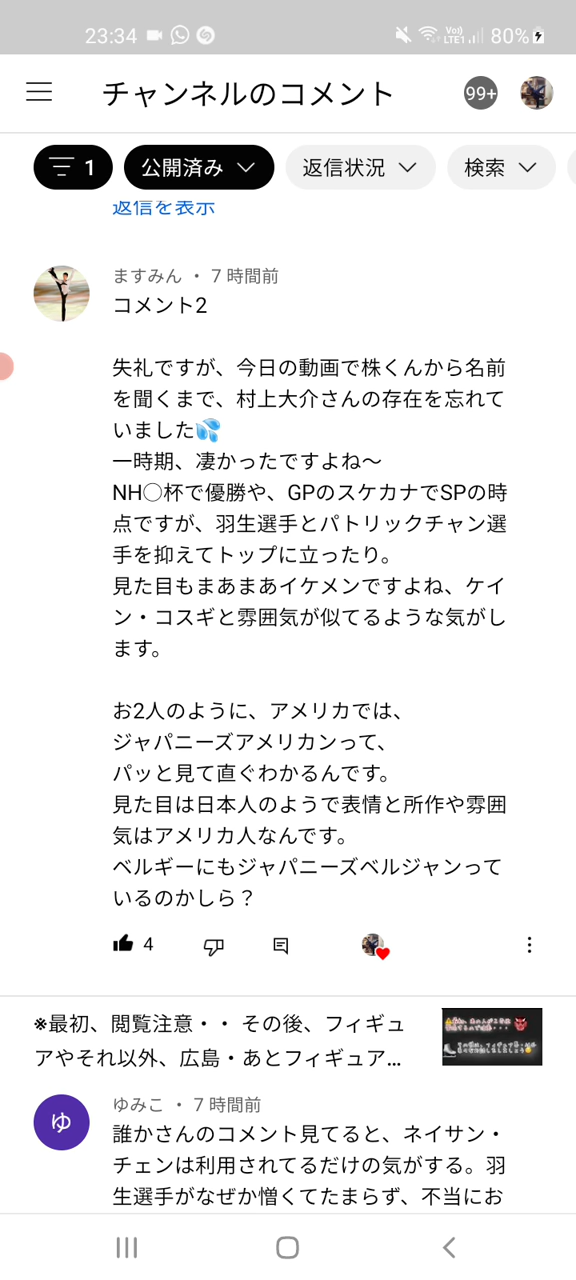 23:34
Vo)) LTE1 80%
チャンネルのコメント
99+
1 公開済み 返信状況 検索
返信を表示
ますみん ・ 7 時間前
コメント2
失礼ですが、今日の動画で株くんから名前
を聞くまで、村上大介さんの存在を忘れて
いました💦
一時期、凄かったですよね〜
NH◯杯で優勝や、GPのスケカナでSPの時
点ですが、羽生選手とパトリックチャン選
手を抑えてトップに立ったり。
見た目もまあまあイケメンですよね、ケイ
ン・コスギと雰囲気が似てるような気がし
ます。
お2人のように、アメリカでは、
ジャパニーズアメリカンって、
パッと見て直ぐわかるんです。
見た目は日本人のようで表情と所作や雰囲
気はアメリカ人なんです。
ベルギーにもジャパニーズベルジャンって
いるのかしら？
4
※最初、閲覧注意・・ その後、フィギュ
アやそれ以外、広島・あとフィギュア...
ゆ
ゆみこ ・ 7 時間前
誰かさんのコメント見てると、ネイサン・
チェンは利用されてるだけの気がする。羽
生選手がなぜか憎くてたまらず、不当にお